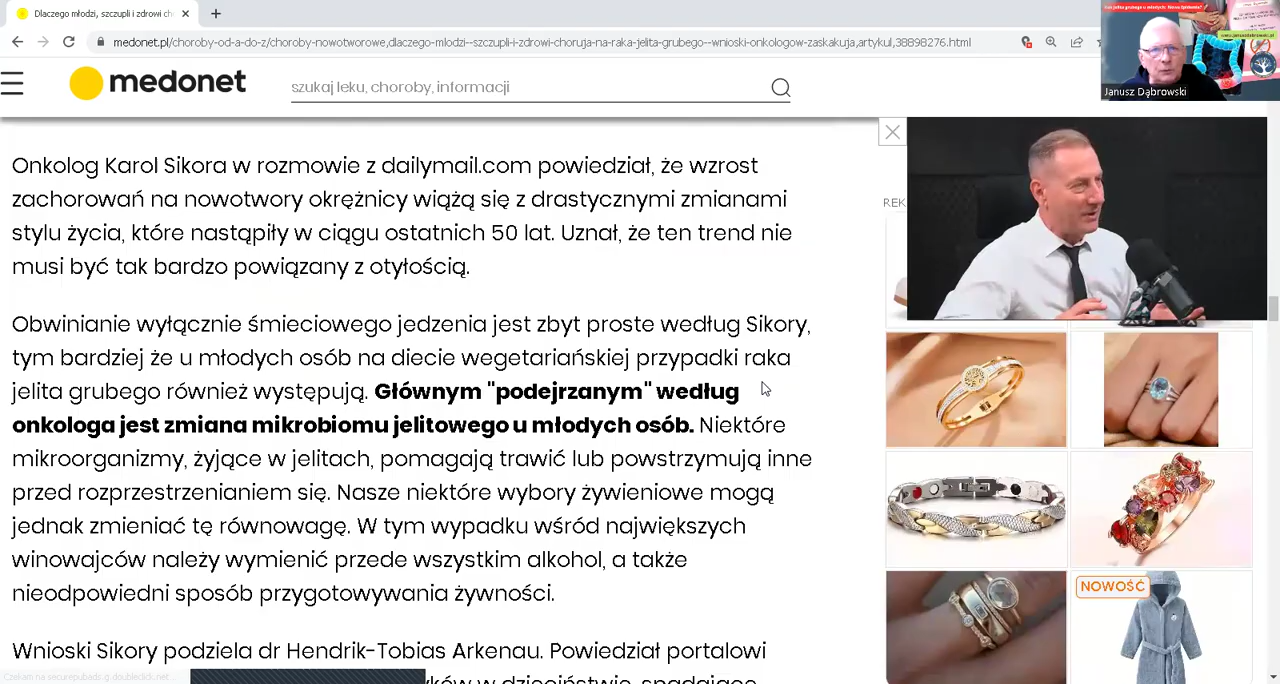 Dlaczego młodzi, szczupli i zdrowi ch
medonet.pl/choroby-od-a-do-z/choroby-nowotworowe,dlaczego-mlodzi--szczupli-zdrowi-choruja-na-raka-jelita-grubego--wnioski-onkologow-zaskakuja,artykul,38898276.html
Janusz Dąbrowski
medonet
szukaj leku, choroby, informacji
Onkolog Karol Sikora w rozmowie z dailymail.com powiedział, że wzrost
zachorowań na nowotwory okrężnicy wiążą się z drastycznymi zmianami
stylu życia, które nastąpiły w ciągu ostatnich 50 lat. Uznał, że ten trend nie
musi być tak bardzo powiązany z otyłością.
REK
Obwinianie wyłącznie śmieciowego jedzenia jest zbyt proste według Sikory,
tym bardziej że u młodych osób na diecie wegetariańskiej przypadki raka
jelita grubego również występują. Głównym "podejrzanym" według
onkologa jest zmiana mikrobiomu jelitowego u młodych osób. Niektóre
mikroorganizmy, żyjące w jelitach, pomagają trawić lub powstrzymują inne
przed rozprzestrzenianiem się. Nasze niektóre wybory żywieniowe mogą
jednak zmieniać tę równowagę. W tym wypadku wśród największych
winowajców należy wymienić przede wszystkim alkohol, a także
nieodpowiedni sposób przygotowywania żywności.
NOWOŚĆ
Wnioski Sikory podziela dr Hendrik-Tobias Arkenau. Powiedział portalowi
Czekam na securepubads.g.doubleclick.net...